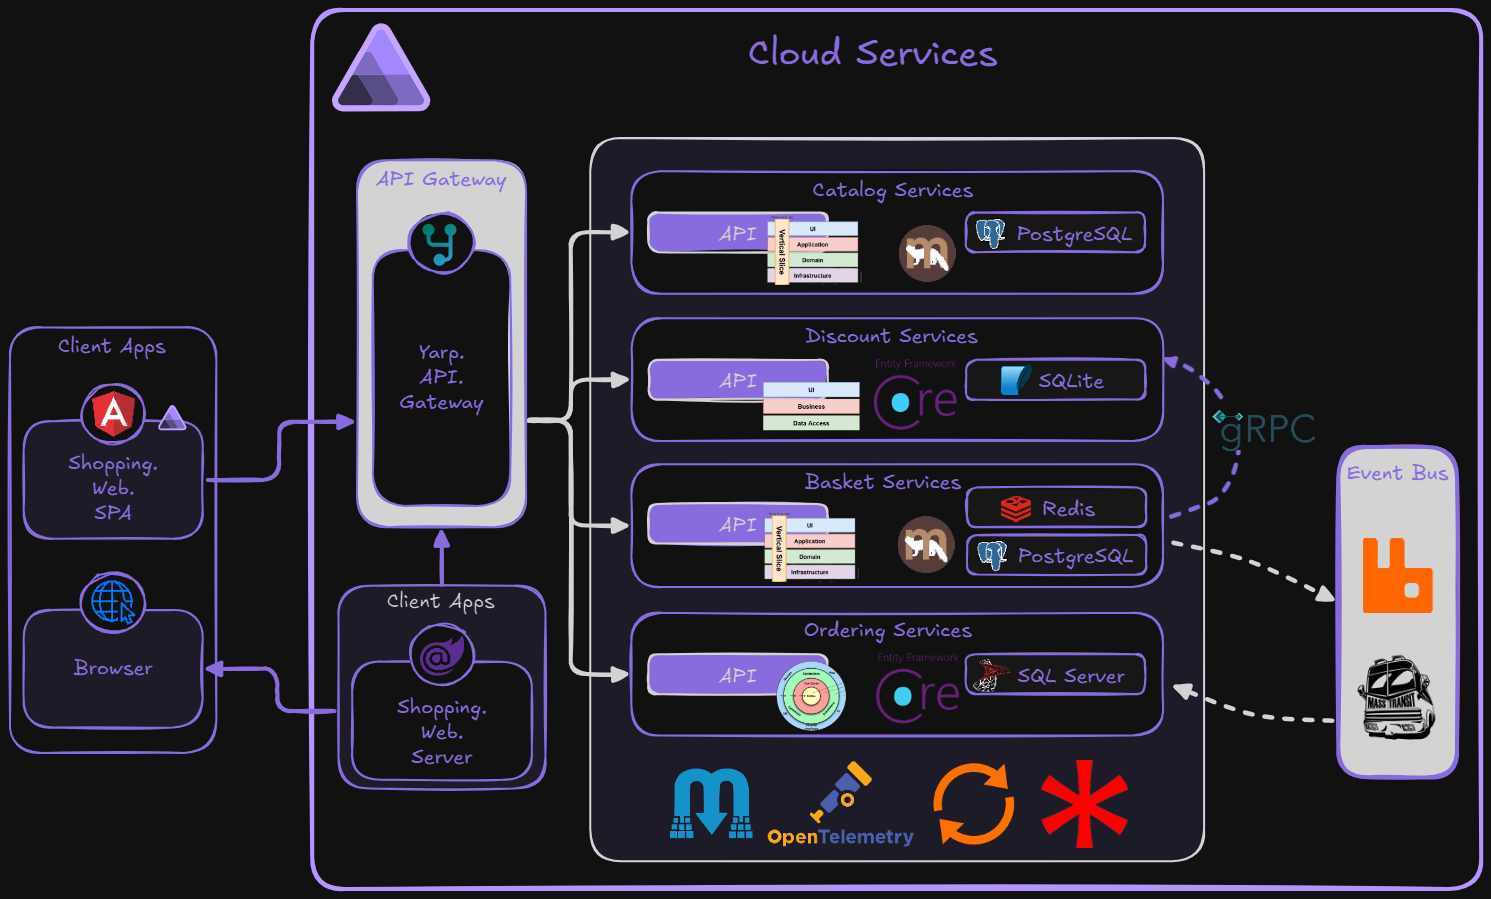 Cloud Services
API Gateway
Yarp.
API.
Gateway
Client Apps
Shopping.
Web.
SPA
Browser
Client Apps
Shopping.
Web.
Server
Catalog Services
API
Vertical Slice
UI
Application
Domain
Infrastructure
m
PostgreSQL
Discount Services
API
UI
Business
Data Access
Entity Framework
Core
SQLite
gRPC
Basket Services
API
Vertical Slice
UI
Application
Domain
Infrastructure
m
Redis
PostgreSQL
Ordering Services
API
Entity Framework
Core
SQL Server
OpenTelemetry
Event Bus
MASS TRANSIT